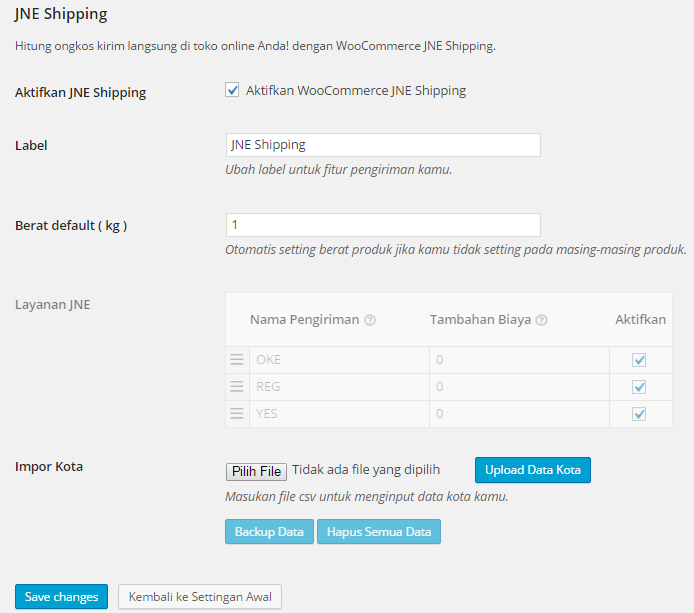 JNE Shipping
Hitung ongkos kirim langsung di toko online Anda! dengan WooCommerce JNE Shipping.
Aktifkan JNE Shipping Aktifkan WooCommerce JNE Shipping
Label JNE Shipping
Ubah label untuk fitur pengiriman kamu.
Berat default ( kg ) 1
Otomatis setting berat produk jika kamu tidak setting pada masing-masing produk.
Layanan JNE Nama Pengiriman ? Tambahan Biaya ? Aktifkan
OKE 0
REG 0
YES 0
Impor Kota Pilih File Tidak ada file yang dipilih Upload Data Kota
Masukan file csv untuk menginput data kota kamu.
Backup Data Hapus Semua Data
Save changes Kembali ke Settingan Awal